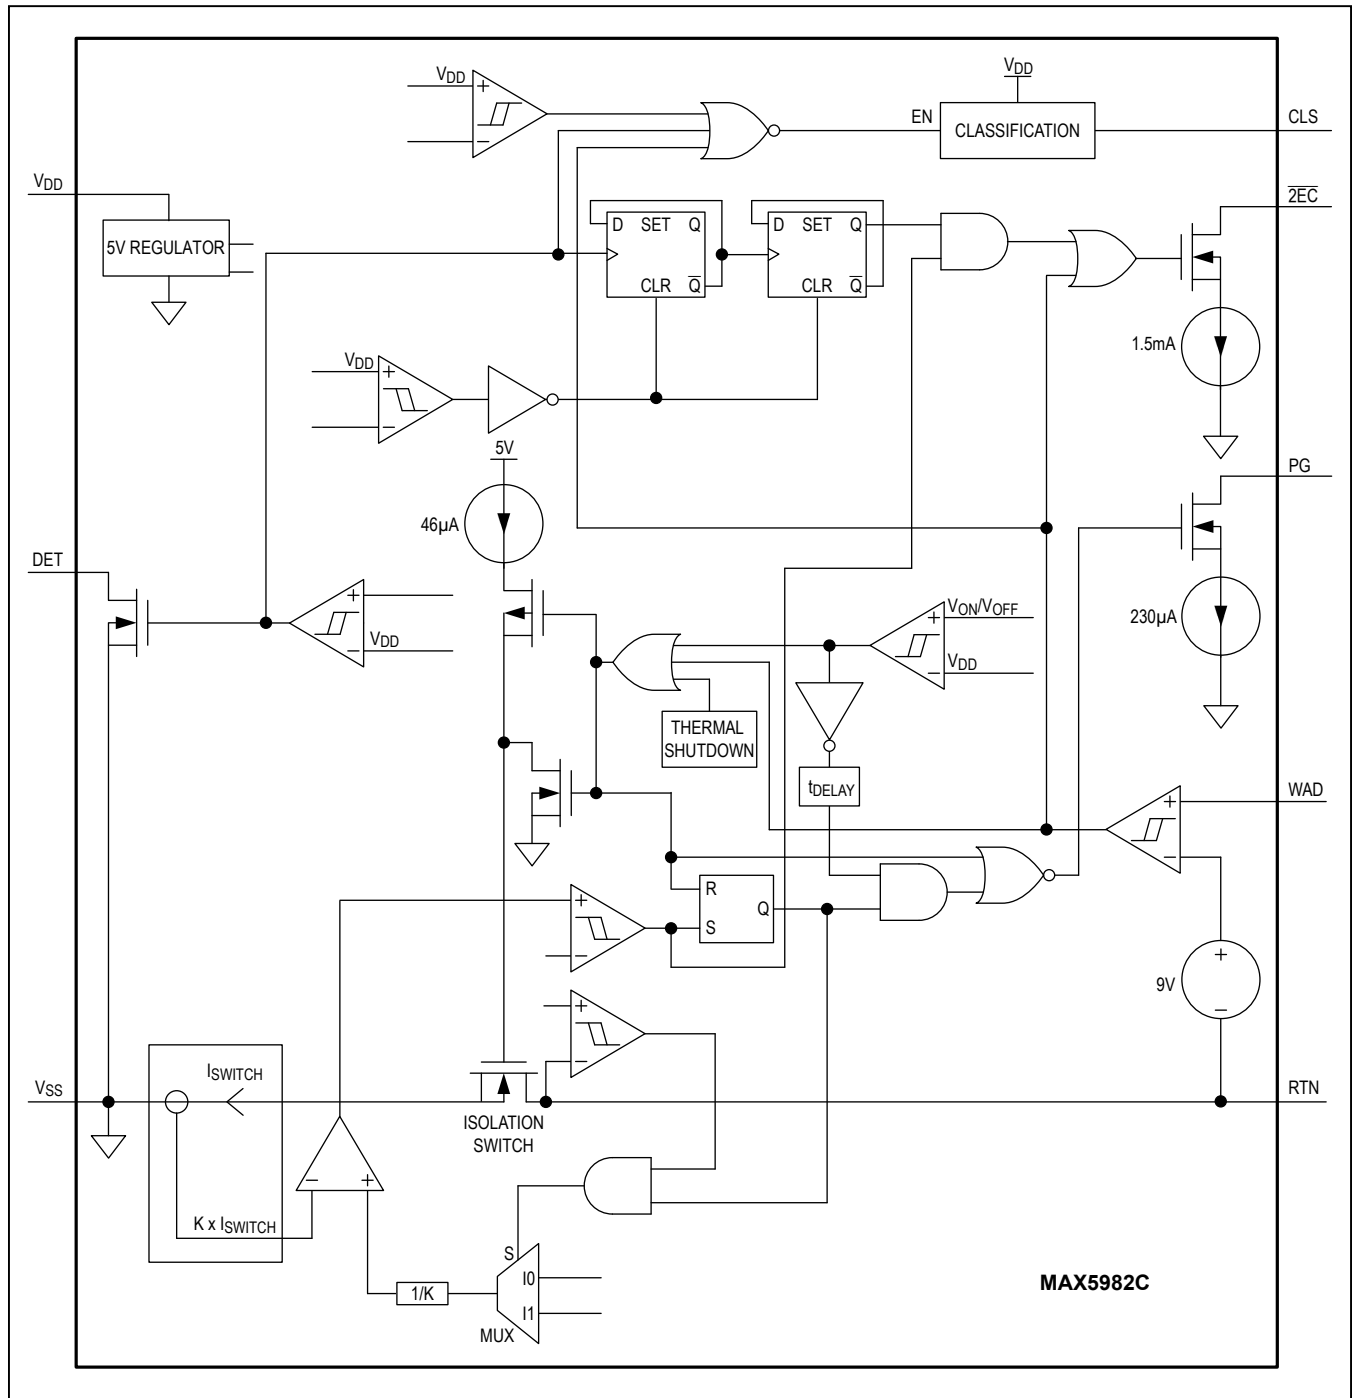 VDD
VDD
+
−
EN
CLASSIFICATION
CLS
VDD
5V REGULATOR
D SET Q
CLR Q̅
D SET Q
CLR Q̅
2̅E̅C̅
1.5mA
VDD
+
−
5V
46µA
PG
230µA
DET
+
VDD
−
VON/VOFF
+
VDD
−
THERMAL
SHUTDOWN
tDELAY
WAD
+
−
R
Q
S
+
−
9V
+
−
+
−
VSS
ISWITCH
ISOLATION
SWITCH
RTN
− +
K x ISWITCH
S
I0
1/K
I1
MUX
MAX5982C